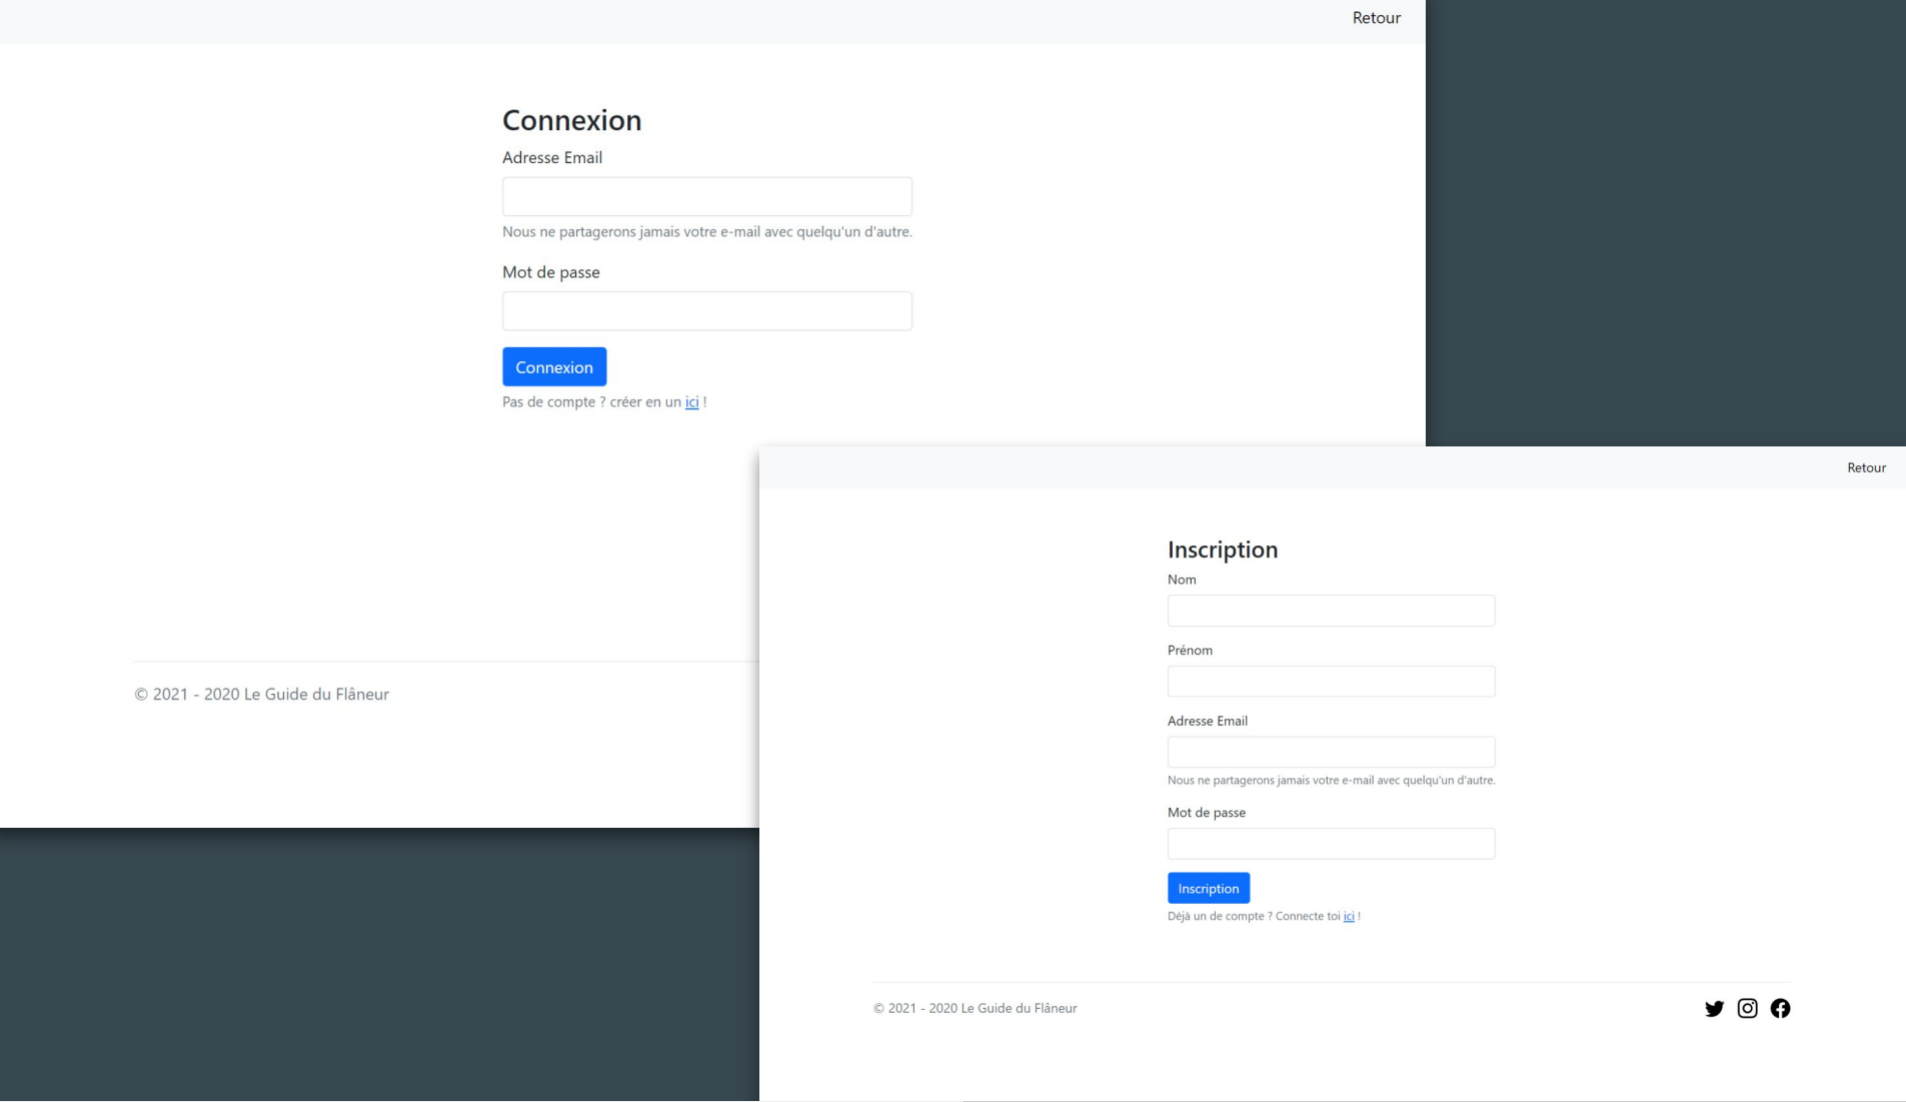 Retour
Connexion
Adresse Email
Nous ne partagerons jamais votre e-mail avec quelqu'un d'autre.
Mot de passe
Connexion
Pas de compte ? créer en un ici !
© 2021 - 2020 Le Guide du Flâneur
Retour
Inscription
Nom
Prénom
Adresse Email
Nous ne partagerons jamais votre e-mail avec quelqu'un d'autre.
Mot de passe
Inscription
Déjà un de compte ? Connecte toi ici !
© 2021 - 2020 Le Guide du Flâneur